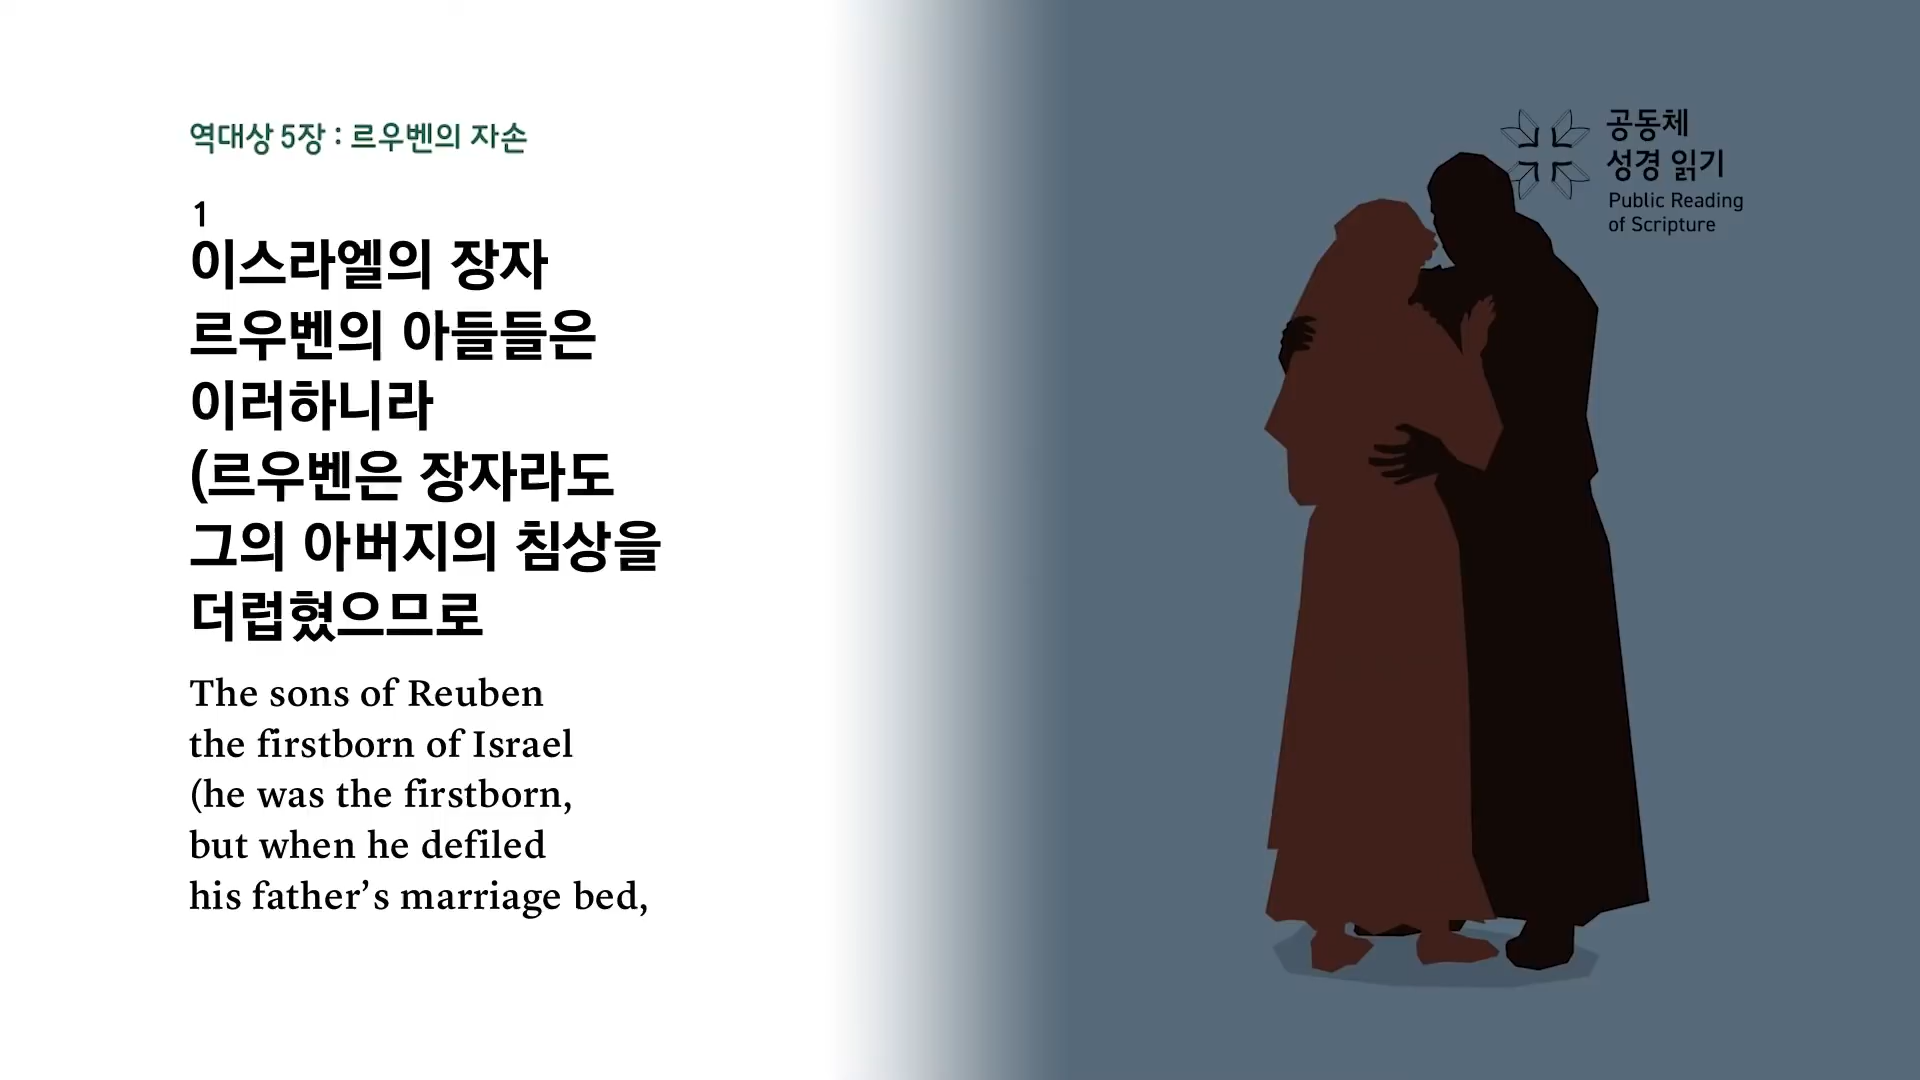 역대상 5장 : 르우벤의 자손
1
이스라엘의 장자
르우벤의 아들들은
이러하니라
(르우벤은 장자라도
그의 아버지의 침상을
더럽혔으므로
The sons of Reuben
the firstborn of Israel
(he was the firstborn,
but when he defiled
his father’s marriage bed,
공동체
성경 읽기
Public Reading
of Scripture